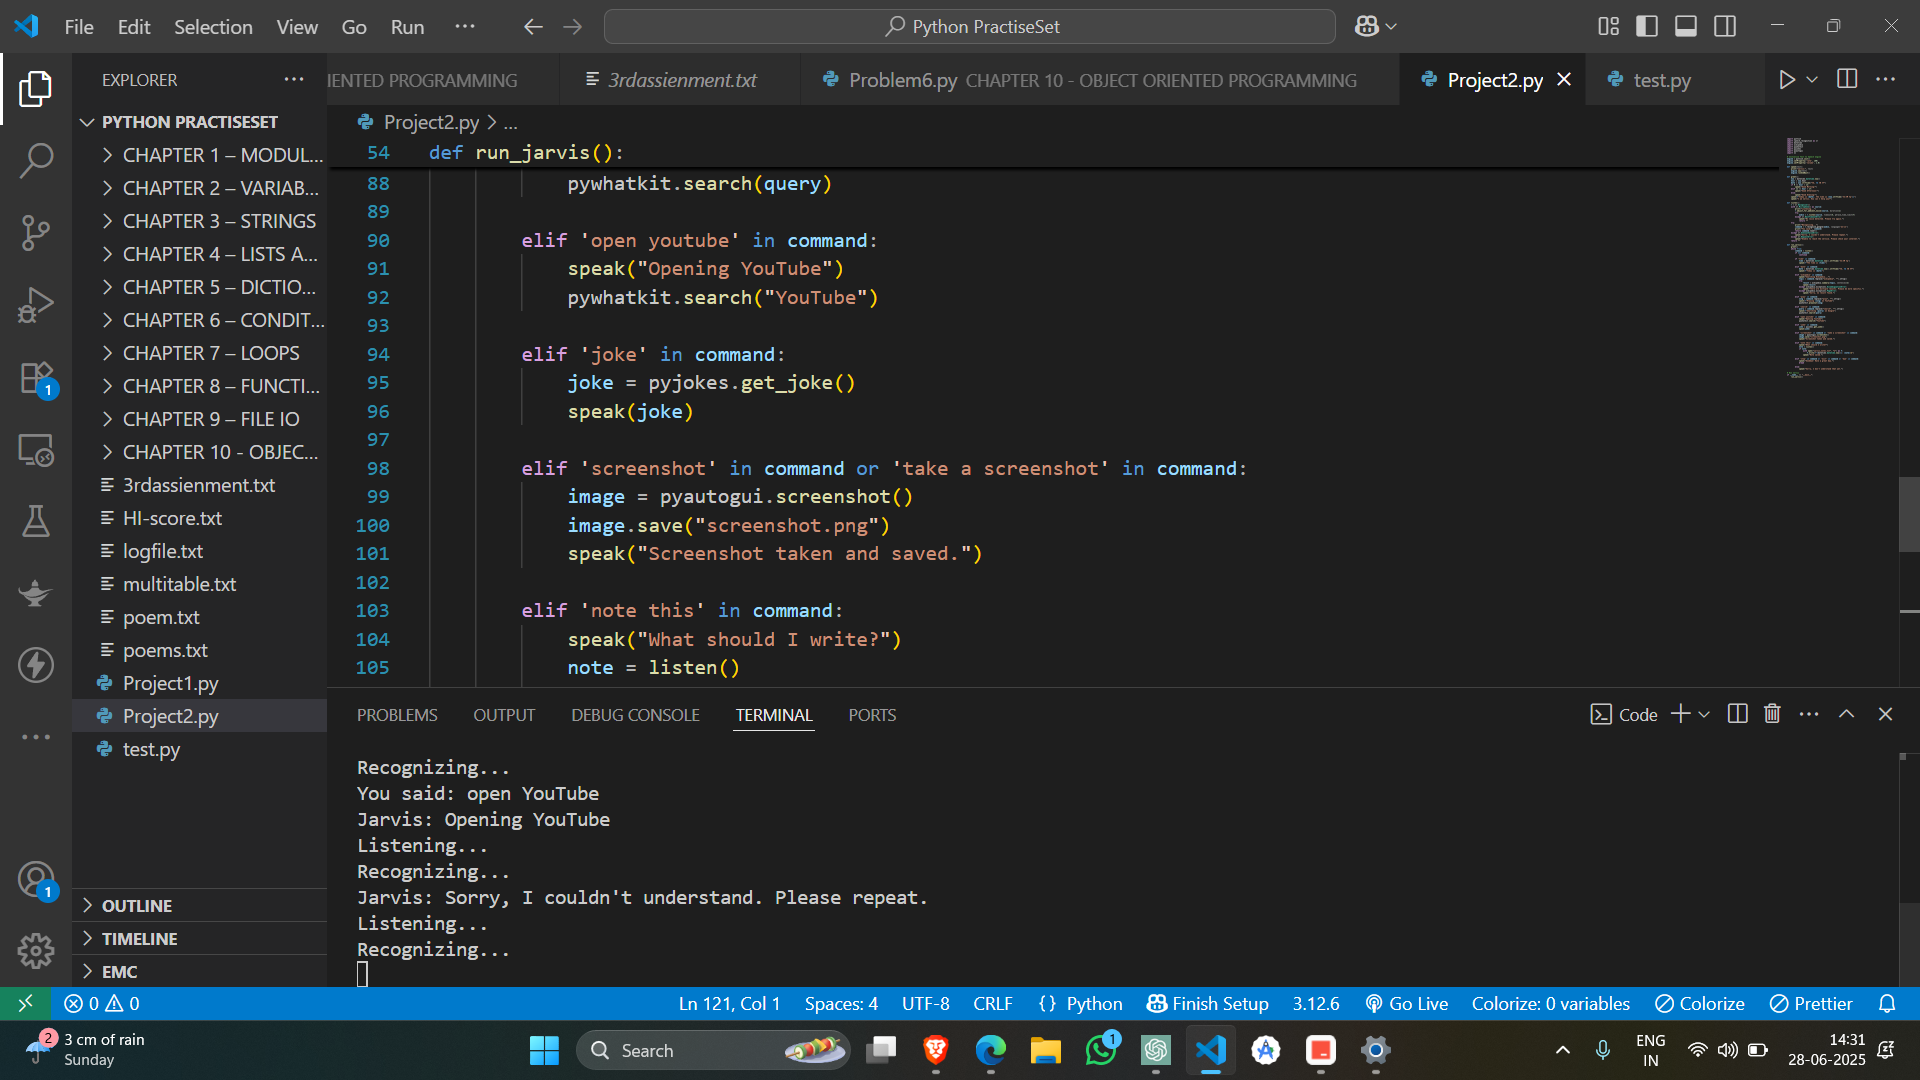 File Edit Selection View Go Run ...
Python PractiseSet
EXPLORER ...
IENTED PROGRAMMING
3rdassienment.txt
Problem6.py CHAPTER 10 - OBJECT ORIENTED PROGRAMMING
Project2.py
test.py
PYTHON PRACTISESET
CHAPTER 1 – MODUL...
CHAPTER 2 – VARIAB...
CHAPTER 3 – STRINGS
CHAPTER 4 – LISTS A...
CHAPTER 5 – DICTIO...
CHAPTER 6 – CONDIT...
CHAPTER 7 – LOOPS
CHAPTER 8 – FUNCTI...
CHAPTER 9 – FILE IO
CHAPTER 10 - OBJEC...
3rdassienment.txt
HI-score.txt
logfile.txt
multitable.txt
poem.txt
poems.txt
Project1.py
Project2.py
test.py
OUTLINE
TIMELINE
EMC
1
1
Project2.py > ...
54 def run_jarvis():
88 pywhatkit.search(query)
89
90 elif 'open youtube' in command:
91 speak("Opening YouTube")
92 pywhatkit.search("YouTube")
93
94 elif 'joke' in command:
95 joke = pyjokes.get_joke()
96 speak(joke)
97
98 elif 'screenshot' in command or 'take a screenshot' in command:
99 image = pyautogui.screenshot()
100 image.save("screenshot.png")
101 speak("Screenshot taken and saved.")
102
103 elif 'note this' in command:
104 speak("What should I write?")
105 note = listen()
PROBLEMS OUTPUT DEBUG CONSOLE TERMINAL PORTS
Code
Recognizing...
You said: open YouTube
Jarvis: Opening YouTube
Listening...
Recognizing...
Jarvis: Sorry, I couldn't understand. Please repeat.
Listening...
Recognizing...
0 0
Ln 121, Col 1 Spaces: 4 UTF-8 CRLF {} Python Finish Setup 3.12.6 Go Live Colorize: 0 variables Colorize Prettier
2
3 cm of rain
Sunday
Search
1
ENG
IN
14:31
28-06-2025